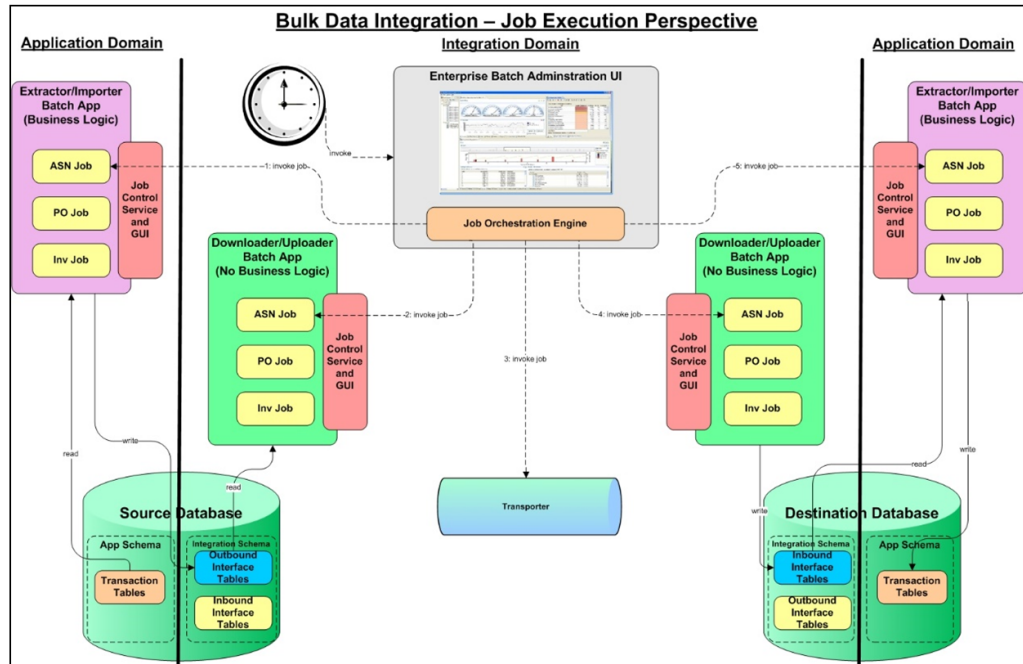 Bulk Data Integration – Job Execution Perspective
Application Domain
Integration Domain
Application Domain
Extractor/Importer
Batch App
(Business Logic)
ASN Job
PO Job
Inv Job
Job
Control
Service
and
GUI
invoke
Enterprise Batch Adminstration UI
Job Orchestration Engine
1: invoke job
5: invoke job
Extractor/Importer
Batch App
(Business Logic)
ASN Job
PO Job
Inv Job
Job
Control
Service
and
GUI
Downloader/Uploader
Batch App
(No Business Logic)
ASN Job
PO Job
Inv Job
Job
Control
Service
and
GUI
2: invoke job
3: invoke job
4: invoke job
Downloader/Uploader
Batch App
(No Business Logic)
ASN Job
PO Job
Inv Job
Job
Control
Service
and
GUI
read
write
read
Transporter
write
read
write
Source Database
App Schema
Transaction
Tables
Integration Schema
Outbound
Interface
Tables
Inbound
Interface
Tables
Destination Database
Integration Schema
Inbound
Interface
Tables
Outbound
Interface
Tables
App Schema
Transaction
Tables